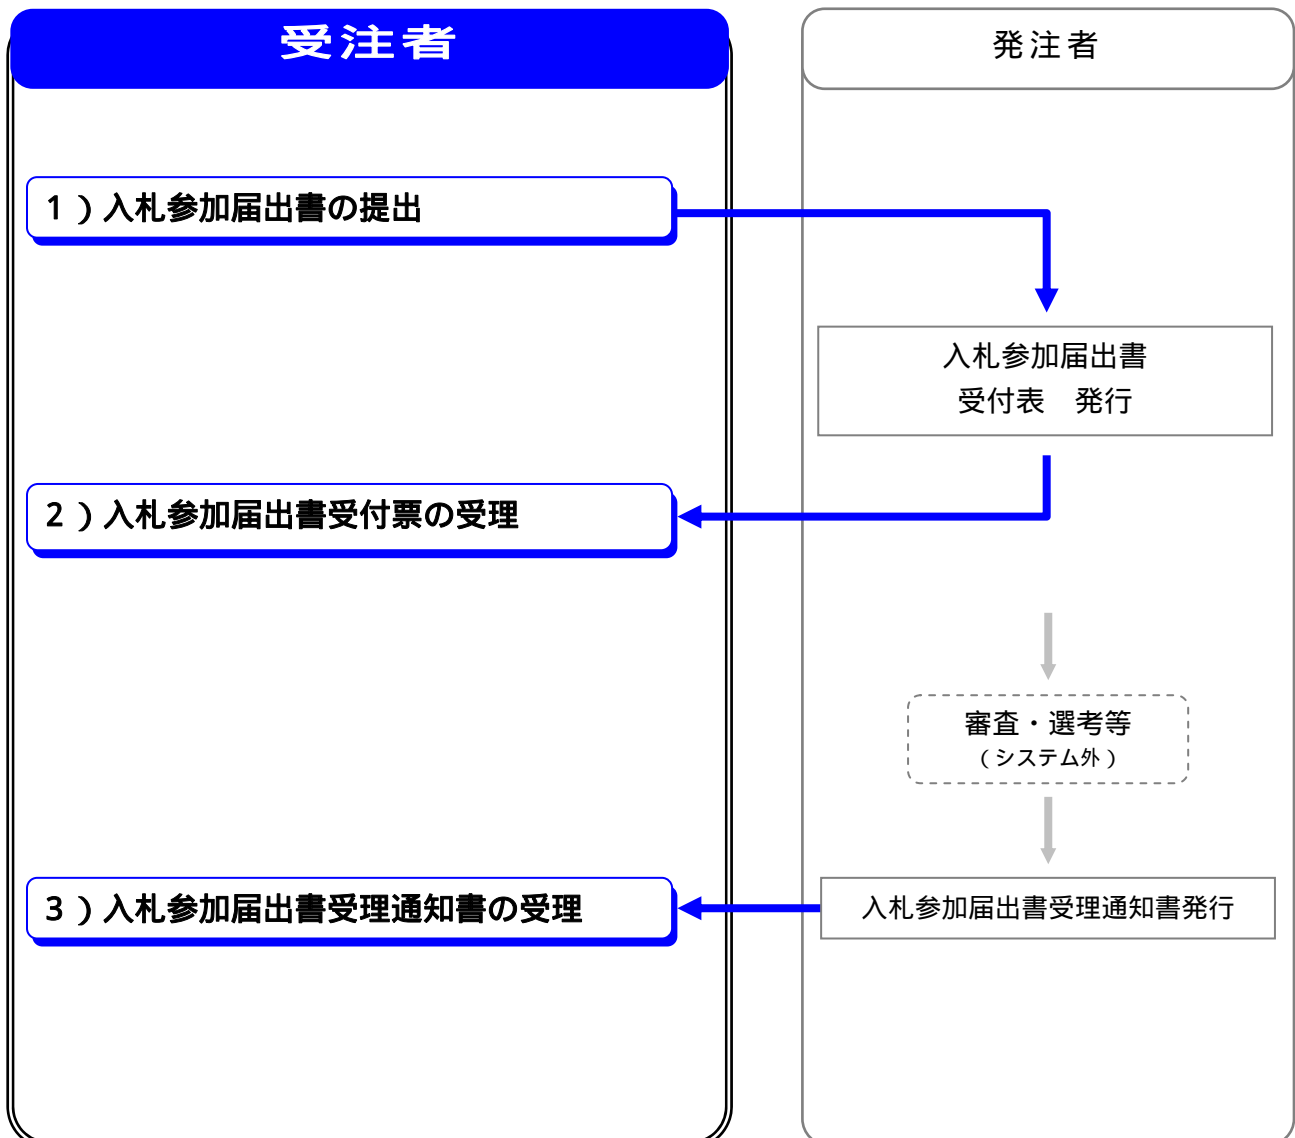 受注者
発注者
1）入札参加届出書の提出
入札参加届出書
受付表　発行
2）入札参加届出書受付票の受理
審査・選考等
（システム外）
3）入札参加届出書受理通知書の受理
入札参加届出書受理通知書発行